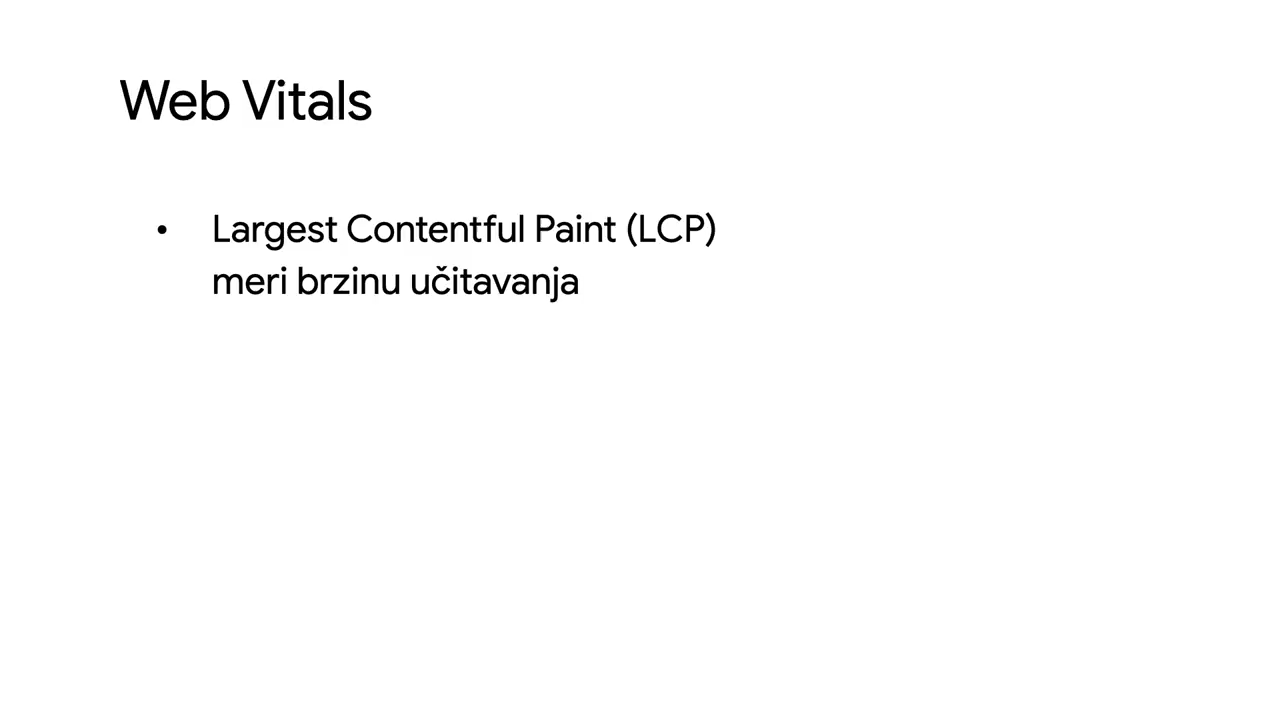 Web Vitals
• Largest Contentful Paint (LCP)
meri brzinu učitavanja